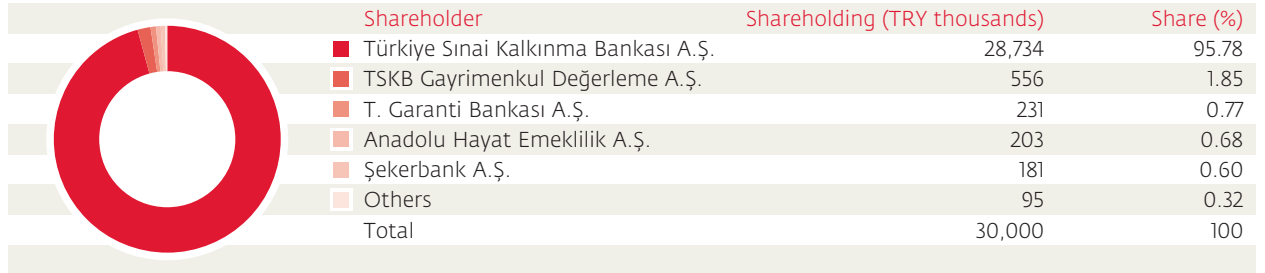 Shareholder Shareholding (TRY thousands) Share (%)
Türkiye Sınai Kalkınma Bankası A.Ş. 28,734 95.78
TSKB Gayrimenkul Değerleme A.Ş. 556 1.85
T. Garanti Bankası A.Ş. 231 0.77
Anadolu Hayat Emeklilik A.Ş. 203 0.68
Şekerbank A.Ş. 181 0.60
Others 95 0.32
Total 30,000 100